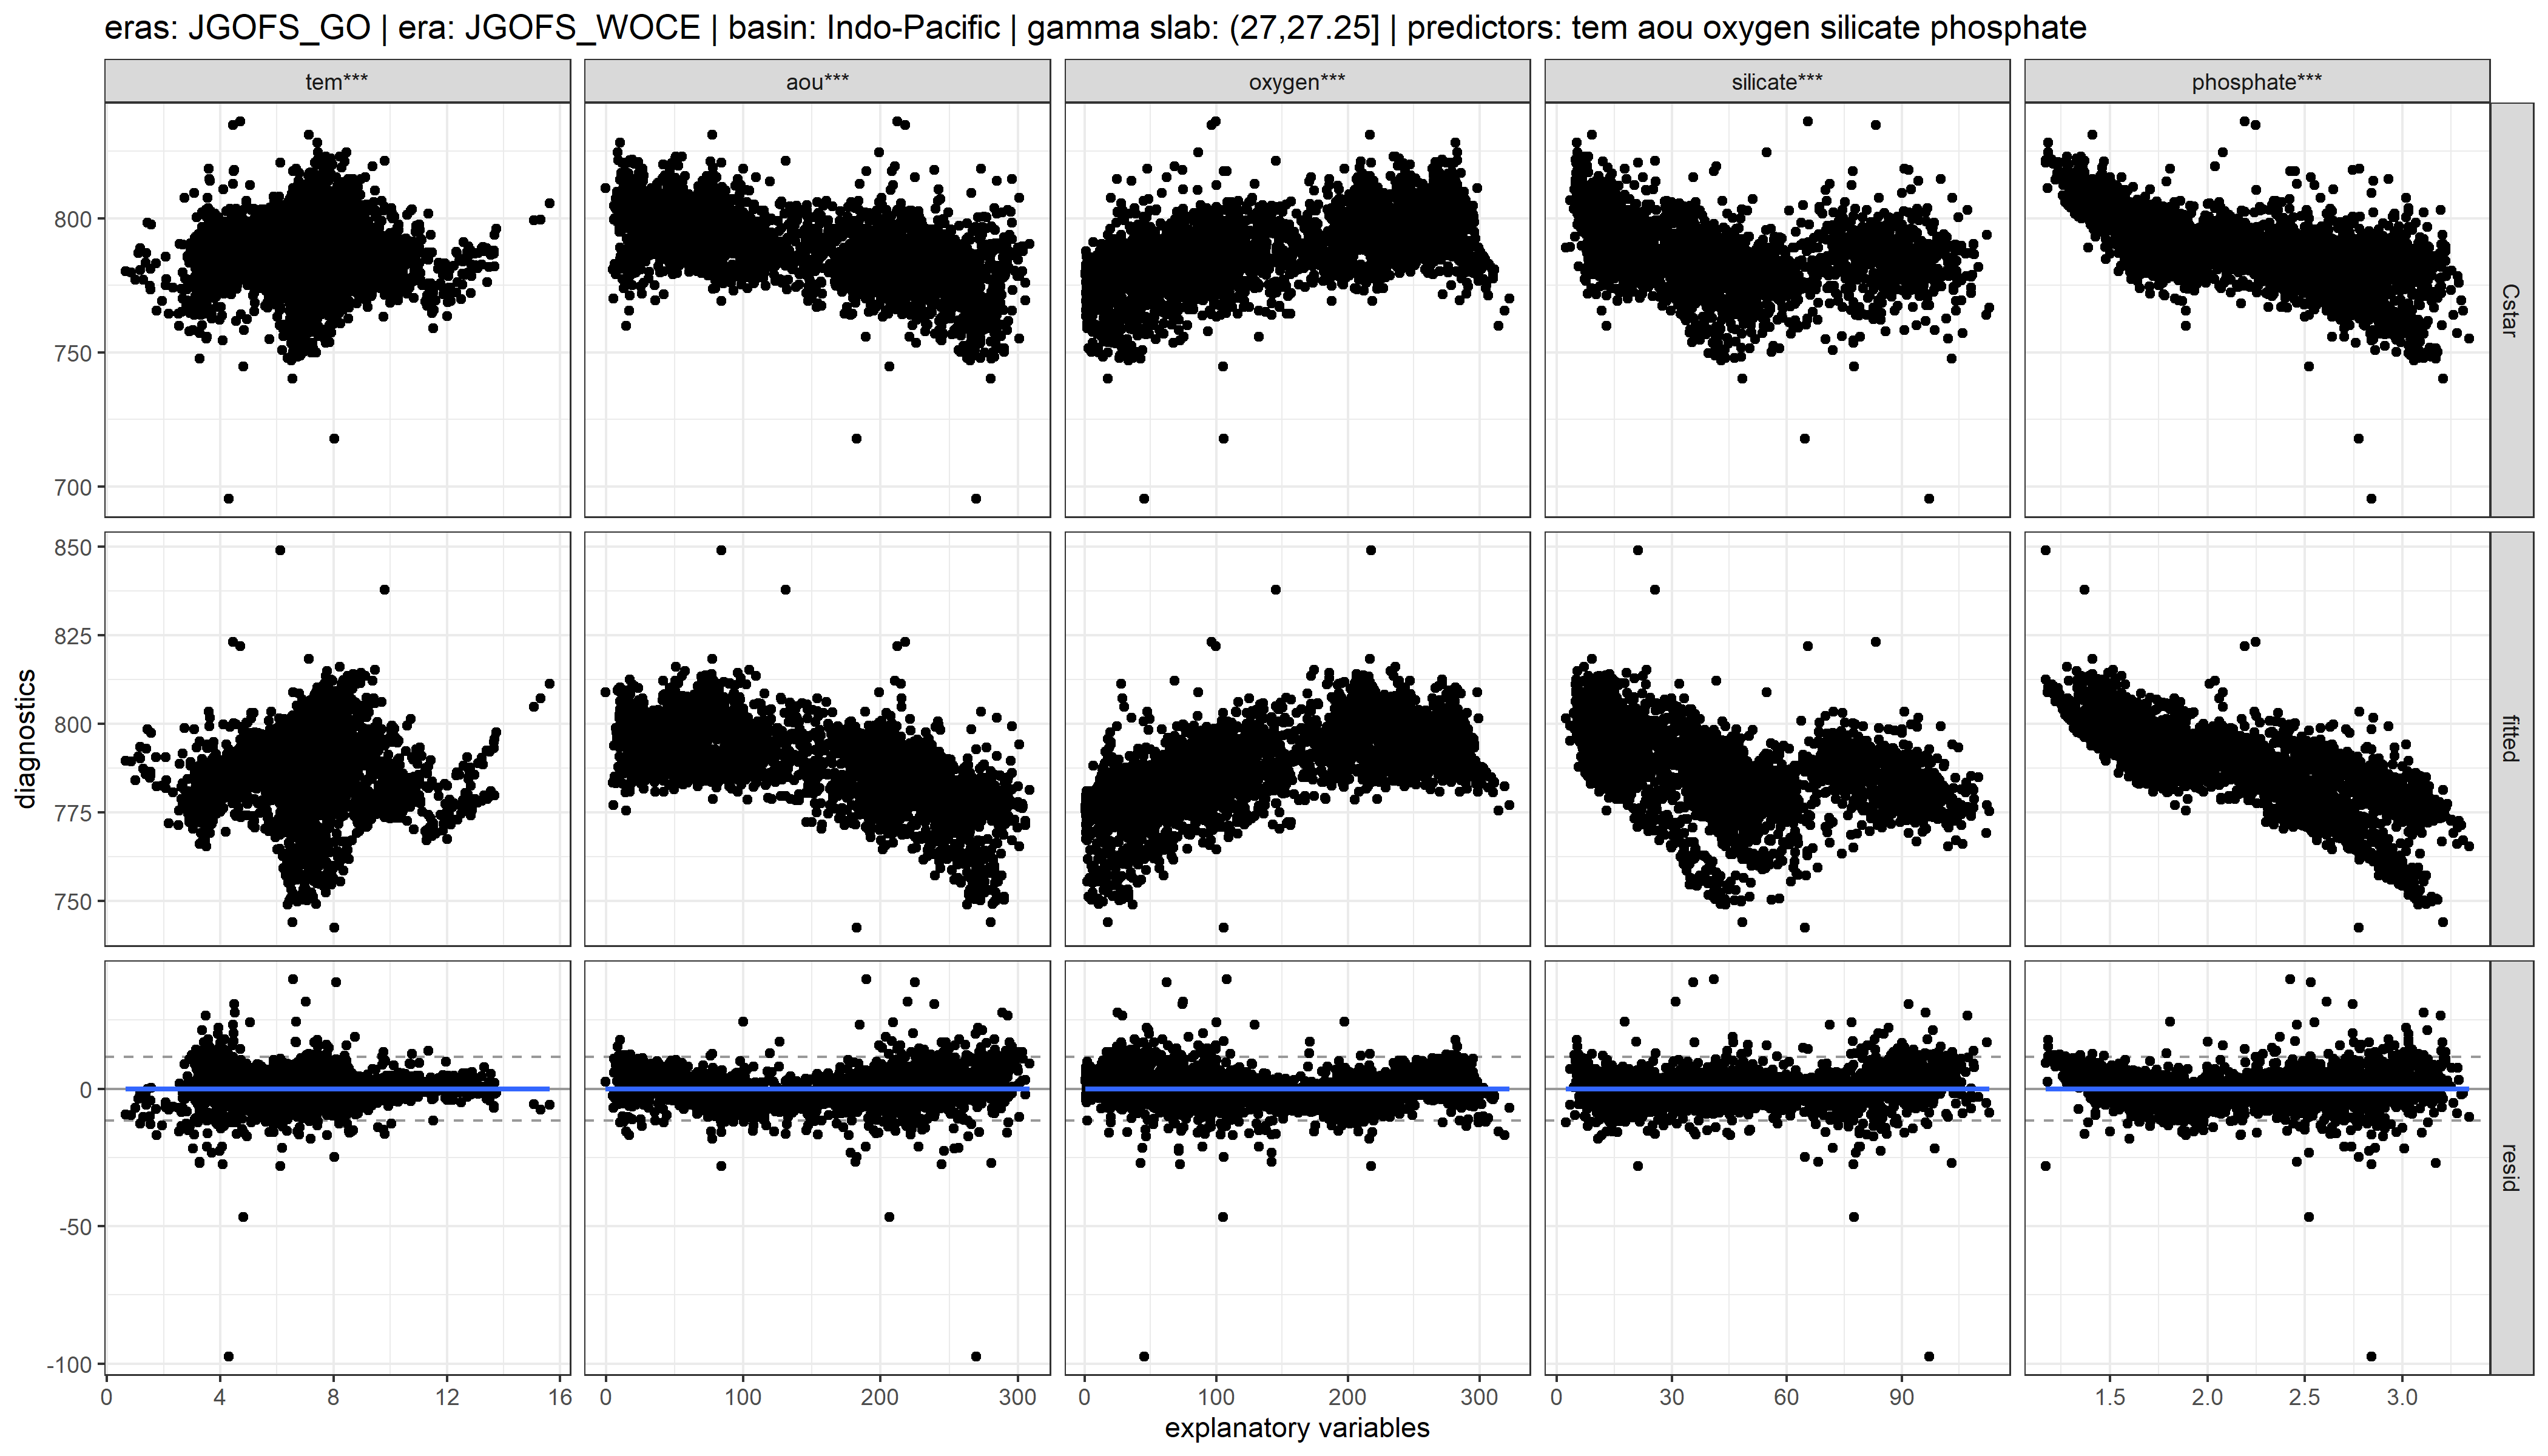 eras: JGOFS_GO | era: JGOFS_WOCE | basin: Indo-Pacific | gamma slab: (27,27.25] | predictors: tem aou oxygen silicate phosphate
tem*** aou*** oxygen*** silicate*** phosphate***
800
750
700
Cstar
850
825
800
775
750
fitted
diagnostics
0
-50
-100
resid
0 4 8 12 16 0 100 200 300 0 100 200 300 0 30 60 90 1.5 2.0 2.5 3.0
explanatory variables